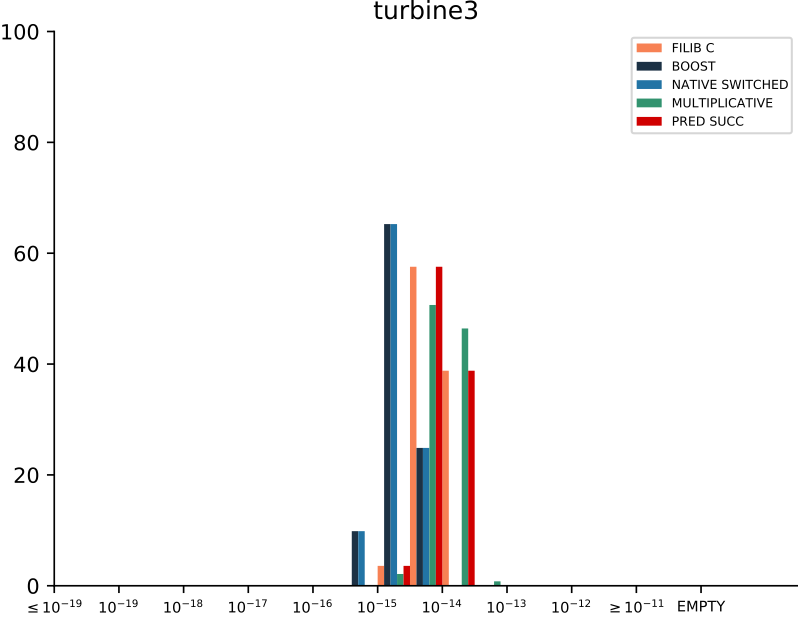 turbine3
100
80
60
40
20
0
FILIB C
BOOST
NATIVE SWITCHED
MULTIPLICATIVE
PRED SUCC
≤10⁻¹⁹ 10⁻¹⁹ 10⁻¹⁸ 10⁻¹⁷ 10⁻¹⁶ 10⁻¹⁵ 10⁻¹⁴ 10⁻¹³ 10⁻¹² ≥10⁻¹¹ EMPTY